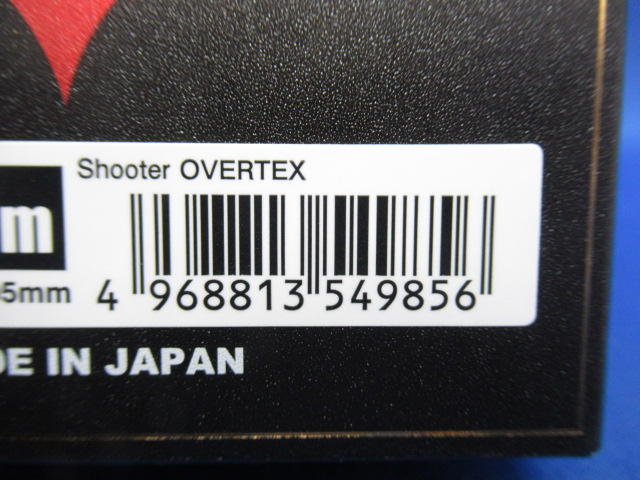 Shooter OVERTEX
m
5mm
4 968813 549856
DE IN JAPAN